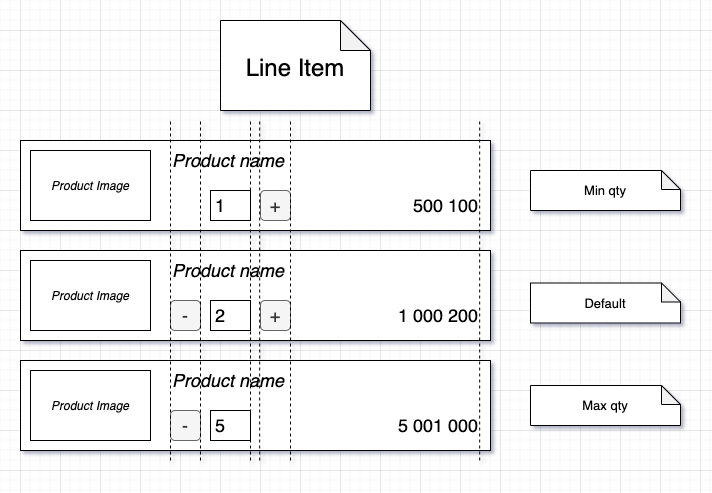 Line Item
Product name
Product Image
1
+
500 100
Min qty
Product name
Product Image
-
2
+
1 000 200
Default
Product name
Product Image
-
5
5 001 000
Max qty